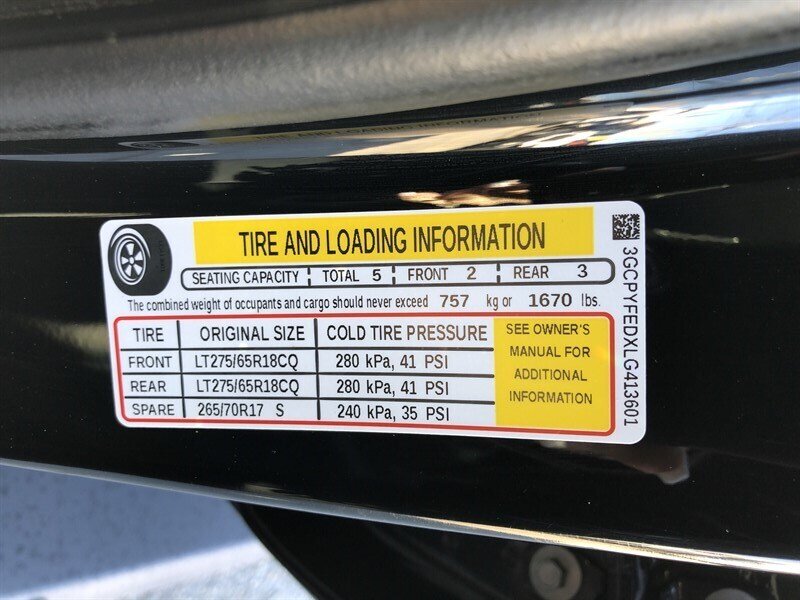 TIRE AND LOADING INFORMATION
SEATING CAPACITY TOTAL 5 FRONT 2 REAR 3
The combined weight of occupants and cargo should never exceed 757 kg or 1670 lbs.
TIRE ORIGINAL SIZE COLD TIRE PRESSURE
FRONT LT275/65R18CQ 280 kPa, 41 PSI
REAR LT275/65R18CQ 280 kPa, 41 PSI
SPARE 265/70R17 S 240 kPa, 35 PSI
SEE OWNER'S
MANUAL FOR
ADDITIONAL
INFORMATION
3GCPYFEDXLG413601